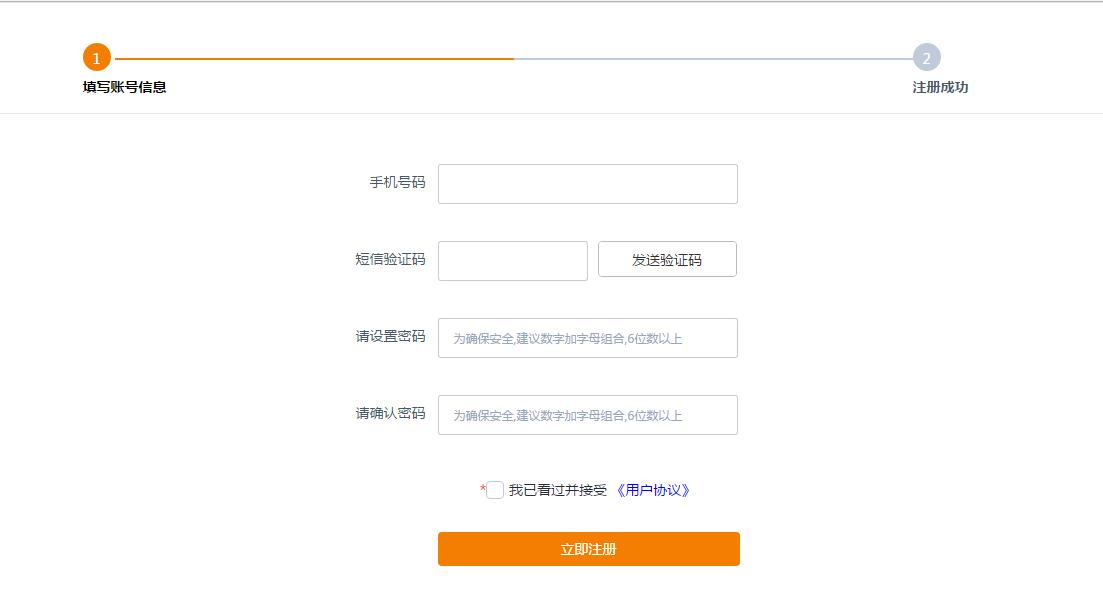 1
2
填写账号信息
注册成功
手机号码
短信验证码
发送验证码
请设置密码
为确保安全,建议数字加字母组合,6位数以上
请确认密码
为确保安全,建议数字加字母组合,6位数以上
*我已看过并接受 《用户协议》
立即注册